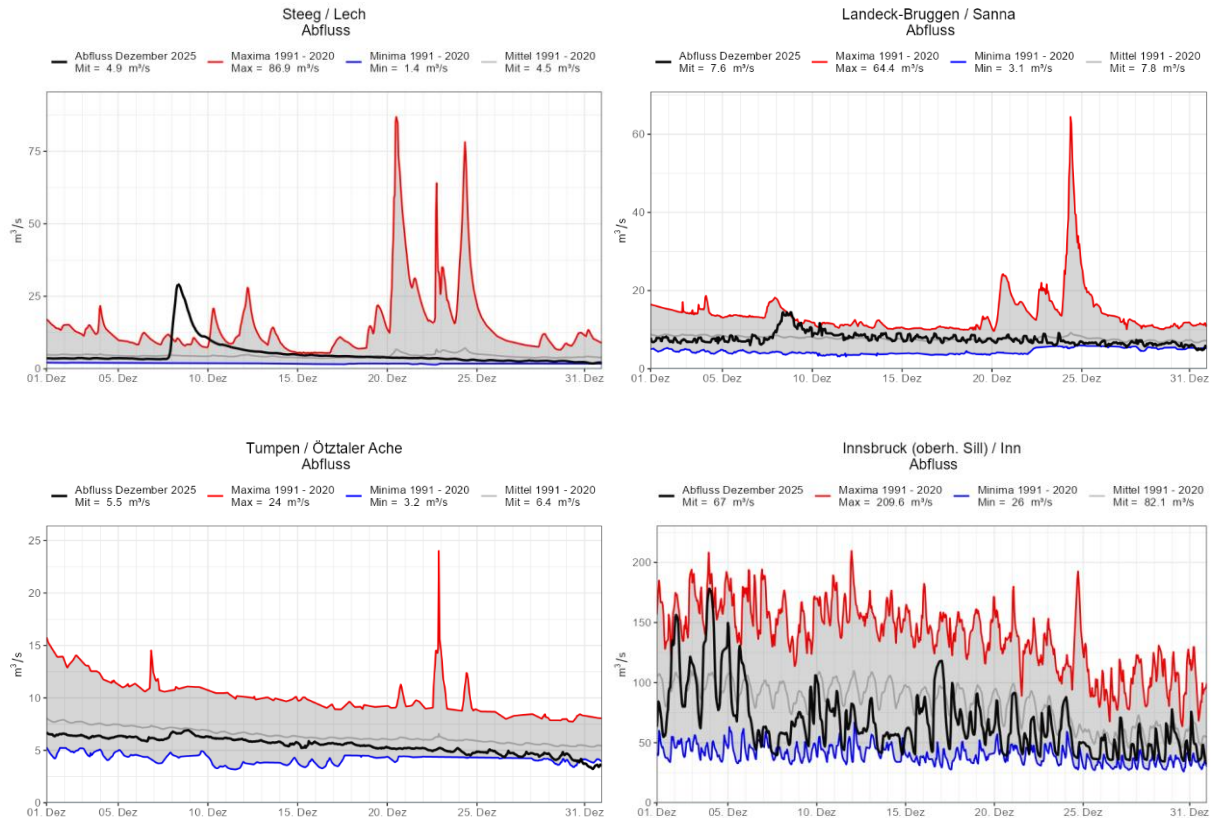 Steeg / Lech
Abfluss
Abfluss Dezember 2025 Maxima 1991 - 2020 Minima 1991 - 2020 Mittel 1991 - 2020
Mit = 4.9 m³/s Max = 86.9 m³/s Min = 1.4 m³/s Mit = 4.5 m³/s
75
50
25
0
m³/s
01. Dez 05. Dez 10. Dez 15. Dez 20. Dez 25. Dez 31. Dez
Landeck-Bruggen / Sanna
Abfluss
Abfluss Dezember 2025 Maxima 1991 - 2020 Minima 1991 - 2020 Mittel 1991 - 2020
Mit = 7.6 m³/s Max = 64.4 m³/s Min = 3.1 m³/s Mit = 7.8 m³/s
60
40
20
0
m³/s
01. Dez 05. Dez 10. Dez 15. Dez 20. Dez 25. Dez 31. Dez
Tumpen / Ötztaler Ache
Abfluss
Abfluss Dezember 2025 Maxima 1991 - 2020 Minima 1991 - 2020 Mittel 1991 - 2020
Mit = 5.5 m³/s Max = 24 m³/s Min = 3.2 m³/s Mit = 6.4 m³/s
25
20
15
10
5
0
m³/s
01. Dez 05. Dez 10. Dez 15. Dez 20. Dez 25. Dez 31. Dez
Innsbruck (oberh. Sill) / Inn
Abfluss
Abfluss Dezember 2025 Maxima 1991 - 2020 Minima 1991 - 2020 Mittel 1991 - 2020
Mit = 67 m³/s Max = 209.6 m³/s Min = 26 m³/s Mit = 82.1 m³/s
200
150
100
50
0
m³/s
01. Dez 05. Dez 10. Dez 15. Dez 20. Dez 25. Dez 31. Dez